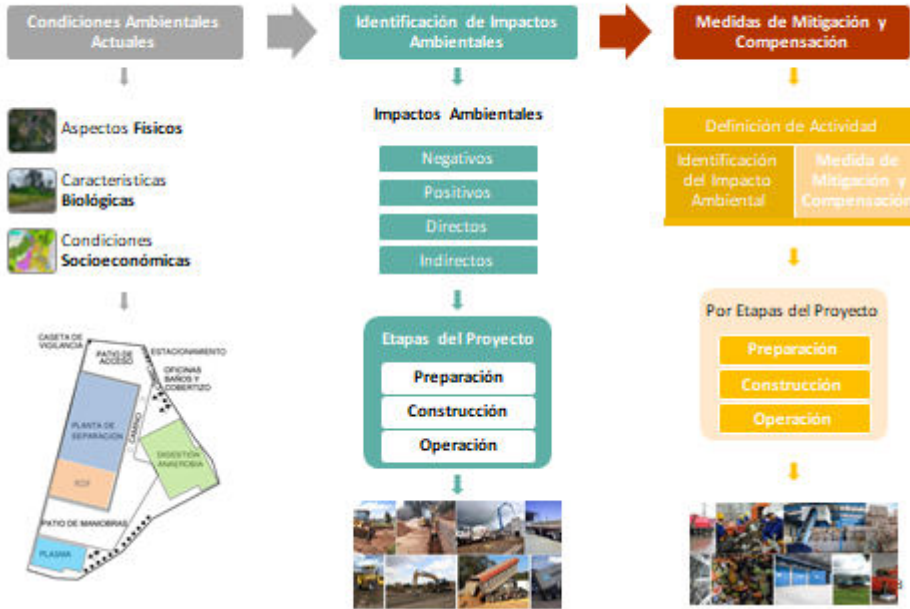 Condiciones Ambientales
Actuales
Identificación de Impactos
Ambientales
Medidas de Mitigación y
Compensación
Aspectos Físicos
Características
Biológicas
Condiciones
Socioeconómicas
CASETA DE
VIGILANCIA
PATIO DE
ACCESO
ESTACIONAMIENTO
OFICINAS
BAÑOS Y
COBERTIZO
CAMINO
PLANTA DE
SEPARACIÓN
DIGESTIÓN
ANAEROBIA
PATIO DE MANIOBRAS
PLASMA
Impactos Ambientales
Negativos
Positivos
Directos
Indirectos
Etapas del Proyecto
Preparación
Construcción
Operación
Definición de Actividad
Identificación
del Impacto
Ambiental
Medida de
Mitigación y
Compensación
Por Etapas del Proyecto
Preparación
Construcción
Operación